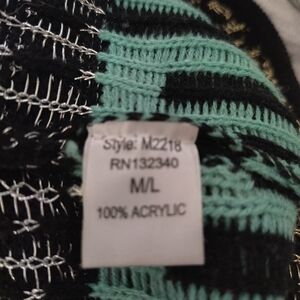 Style: M2218
RN132340
M/L
100% ACRYLIC